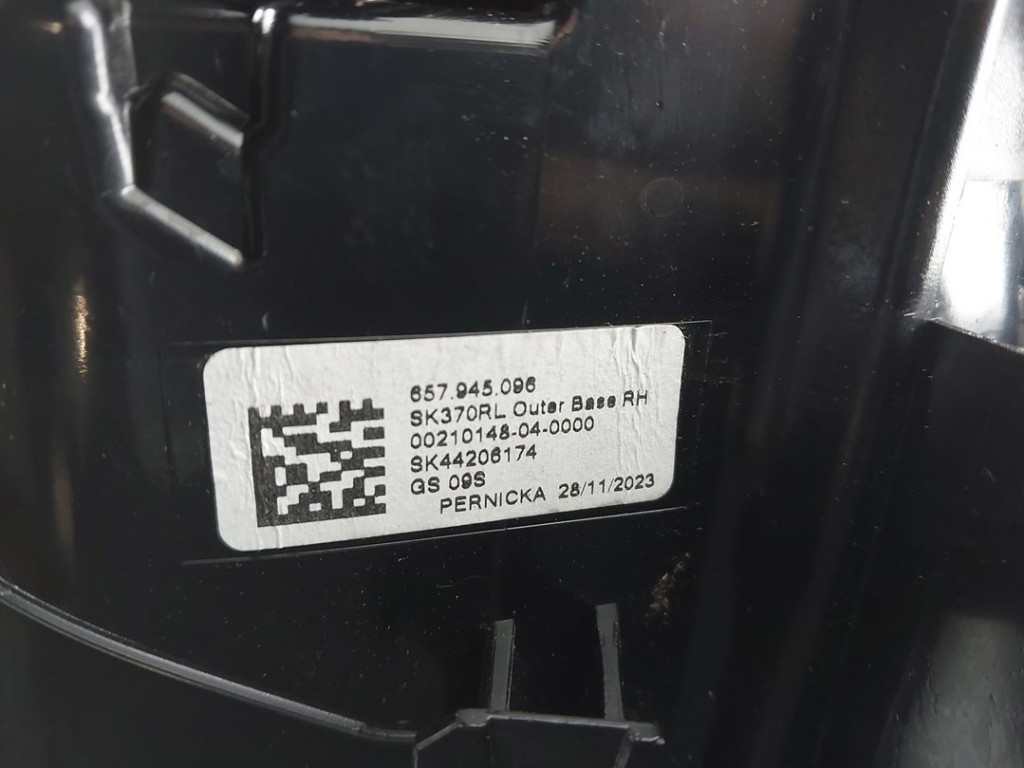 657.945.096
SK370RL Outer Base RH
00210148-04-0000
SK44206174
GS 09S
PERNICKA 28/11/2023